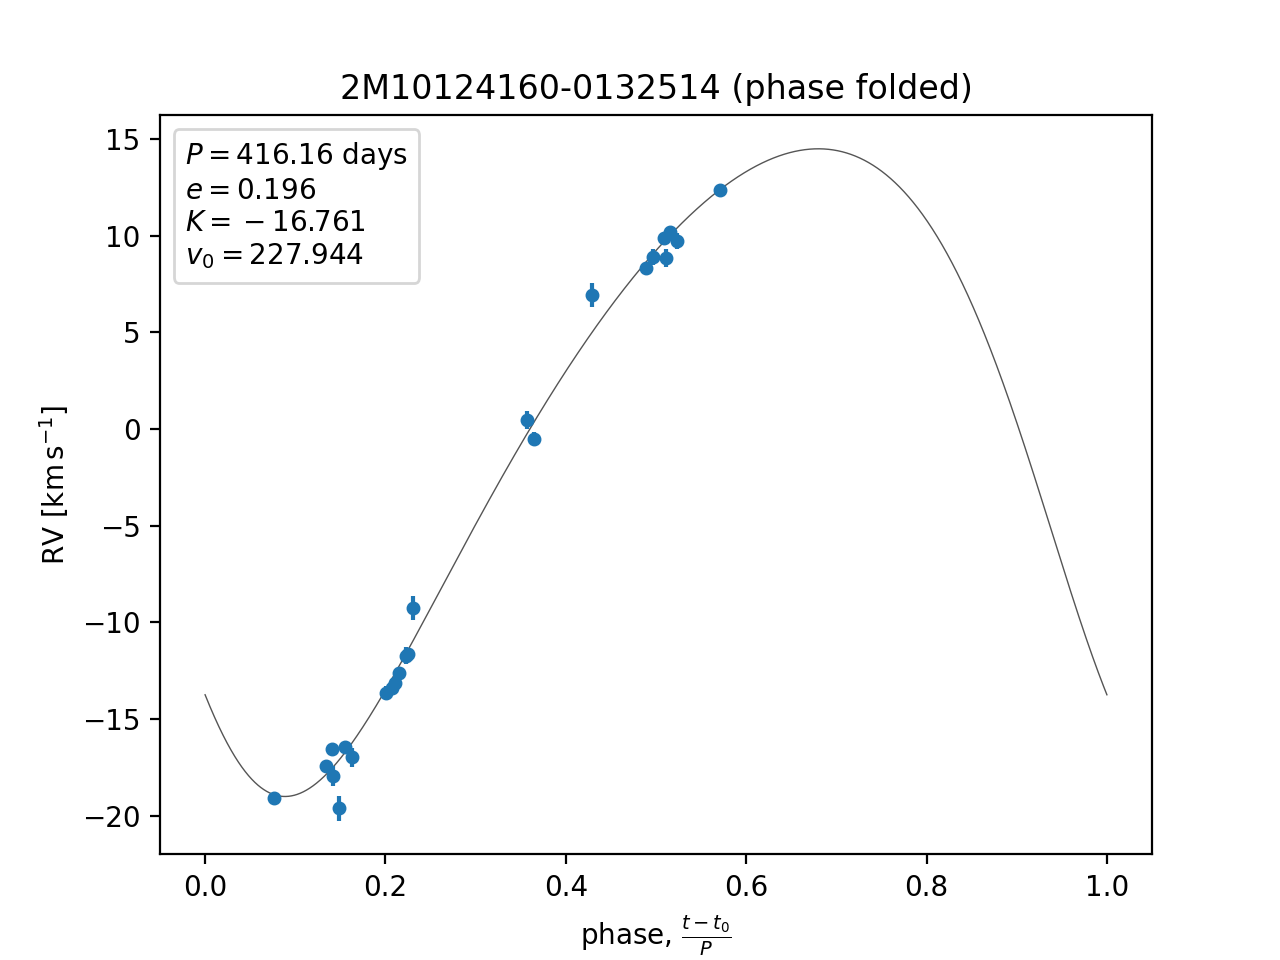 2M10124160-0132514 (phase folded)
P = 416.16 days
e = 0.196
K = −16.761
v₀ = 227.944
15
10
5
0
−5
−10
−15
−20
RV [km s⁻¹]
0.0 0.2 0.4 0.6 0.8 1.0
phase, (t − t₀)/P